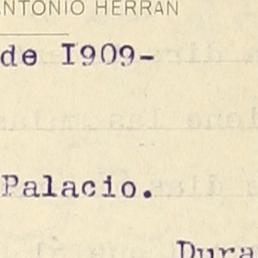 ANTONIO HERRAN
de I909-
Palacio.
Dura